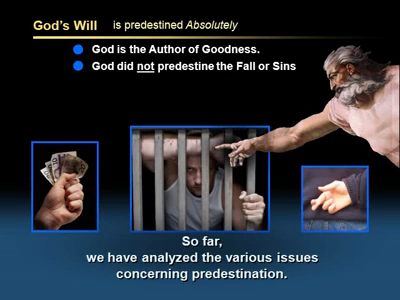 God's Will is predestined Absolutely
God is the Author of Goodness.
God did not predestine the Fall or Sins
So far,
we have analyzed the various issues
concerning predestination.